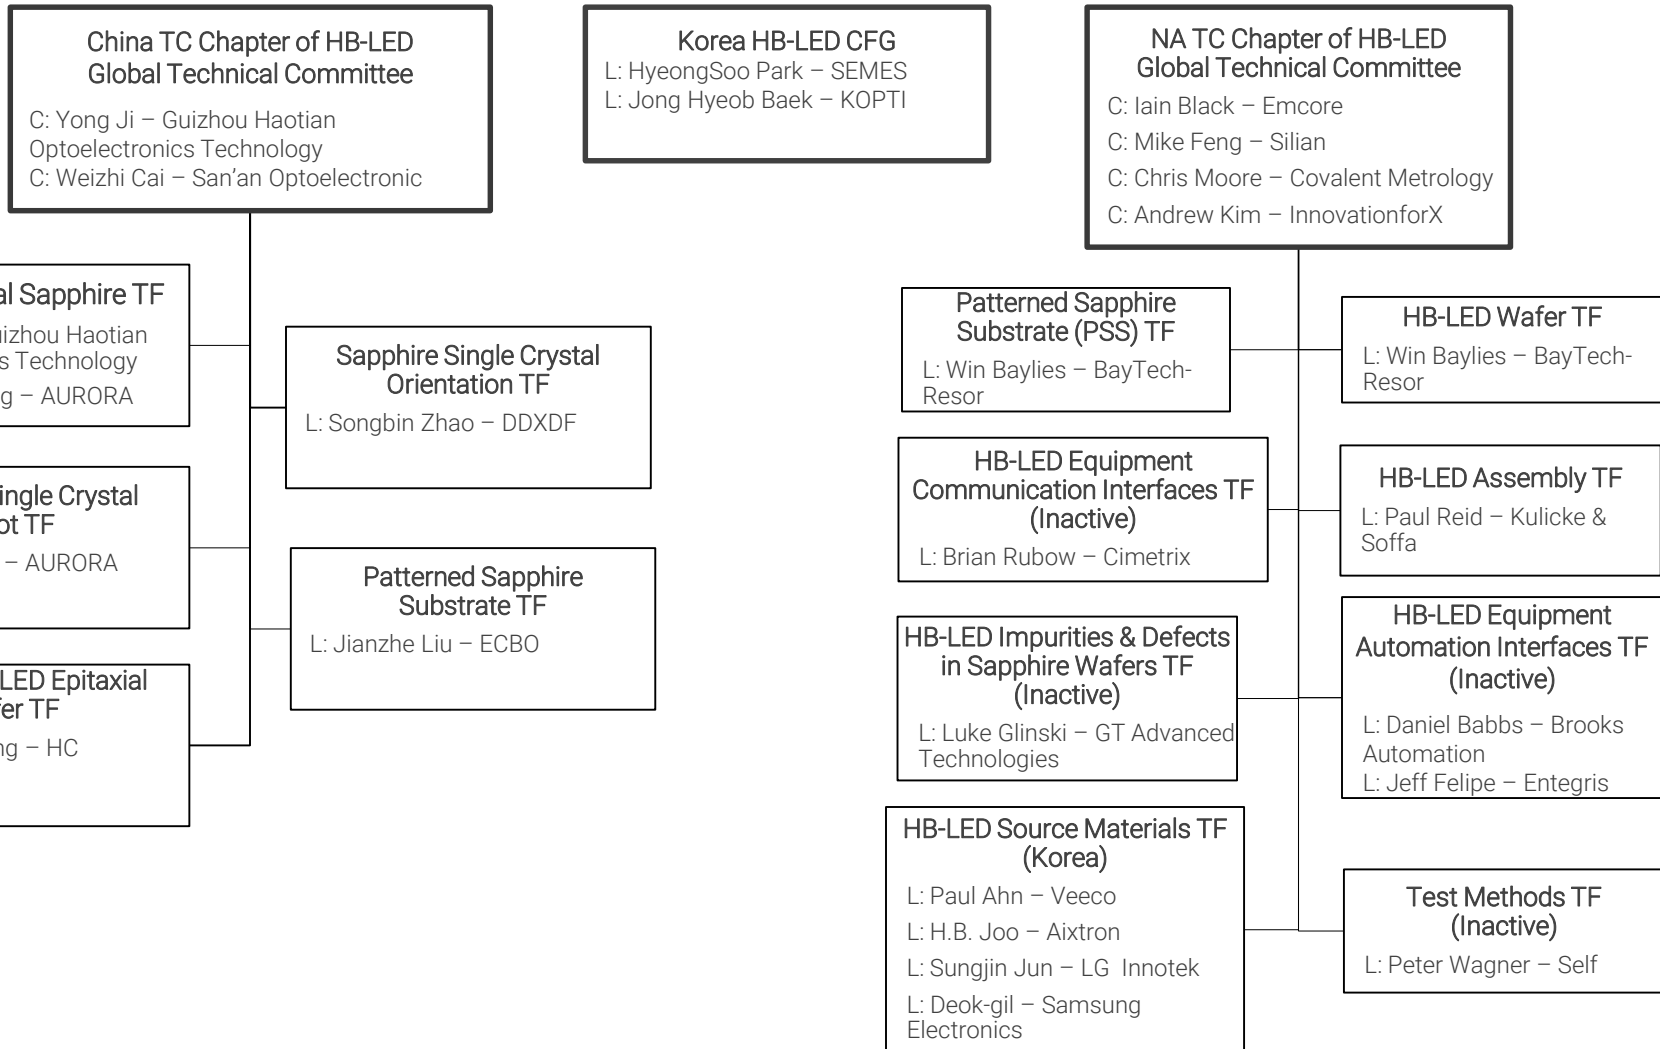 China TC Chapter of HB-LED
Global Technical Committee
C: Yong Ji – Guizhou Haotian
Optoelectronics Technology
C: Weizhi Cai – San’an Optoelectronic
Korea HB-LED CFG
L: HyeongSoo Park – SEMES
L: Jong Hyeob Baek – KOPTI
NA TC Chapter of HB-LED
Global Technical Committee
C: Iain Black – Emcore
C: Mike Feng – Silian
C: Chris Moore – Covalent Metrology
C: Andrew Kim – InnovationforX
Sapphire TF
Haotian
Technology
– AURORA
Sapphire Single Crystal
Orientation TF
L: Songbin Zhao – DDXDF
Single Crystal
TF
– AURORA
Patterned Sapphire
Substrate TF
L: Jianzhe Liu – ECBO
LED Epitaxial
TF
– HC
Patterned Sapphire
Substrate (PSS) TF
L: Win Baylies – BayTech-
Resor
HB-LED Wafer TF
L: Win Baylies – BayTech-
Resor
HB-LED Equipment
Communication Interfaces TF
(Inactive)
L: Brian Rubow – Cimetrix
HB-LED Assembly TF
L: Paul Reid – Kulicke &
Soffa
HB-LED Impurities & Defects
in Sapphire Wafers TF
(Inactive)
L: Luke Glinski – GT Advanced
Technologies
HB-LED Equipment
Automation Interfaces TF
(Inactive)
L: Daniel Babbs – Brooks
Automation
L: Jeff Felipe – Entegris
HB-LED Source Materials TF
(Korea)
L: Paul Ahn – Veeco
L: H.B. Joo – Aixtron
L: Sungjin Jun – LG  Innotek
L: Deok-gil – Samsung
Electronics
Test Methods TF
(Inactive)
L: Peter Wagner – Self